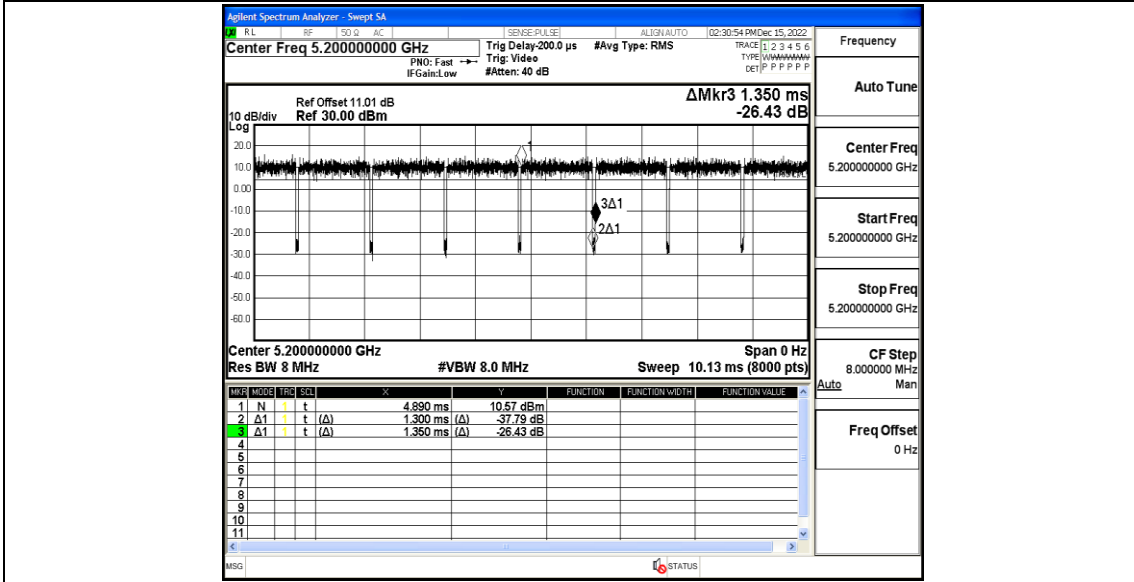 Agilent Spectrum Analyzer - Swept SA
RL RF 50 Ω AC SENSE:PULSE ALIGNAUTO 02:30:54 PM Dec 15, 2022
Center Freq 5.200000000 GHz
PNO: Fast
IFGain:Low
Trig Delay-200.0 µs
Trig: Video
#Atten: 40 dB
#Avg Type: RMS
TRACE 1 2 3 4 5 6
TYPE
DET P P P P P P
ΔMkr3 1.350 ms
-26.43 dB
Ref Offset 11.01 dB
10 dB/div Ref 30.00 dBm
Log
20.0
10.0
0.00
-10.0
-20.0
-30.0
-40.0
-50.0
-60.0
3Δ1
2Δ1
Center 5.200000000 GHz Span 0 Hz
Res BW 8 MHz #VBW 8.0 MHz Sweep 10.13 ms (8000 pts)
MKR MODE TRC SCL X Y FUNCTION FUNCTION WIDTH FUNCTION VALUE
1 N 1 t 4.890 ms 10.57 dBm
2 Δ1 1 t (Δ) 1.300 ms (Δ) -37.79 dB
3 Δ1 1 t (Δ) 1.350 ms (Δ) -26.43 dB
4
5
6
7
8
9
10
11
MSG STATUS
Frequency
Auto Tune
Center Freq
5.200000000 GHz
Start Freq
5.200000000 GHz
Stop Freq
5.200000000 GHz
CF Step
8.000000 MHz
Auto Man
Freq Offset
0 Hz